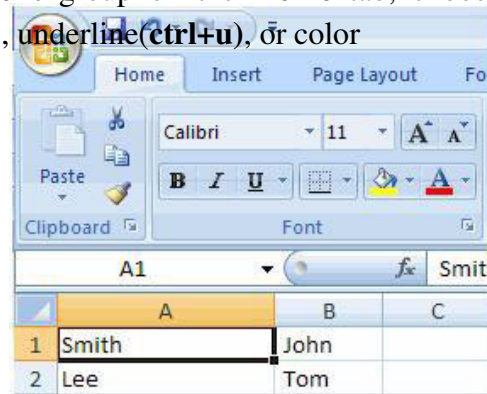 , underline(ctrl+u), or color
Home Insert Page Layout Fo
Calibri 11 A A
Paste
B I U A
Clipboard Font
A1 fx Smit
A B C
1 Smith John
2 Lee Tom